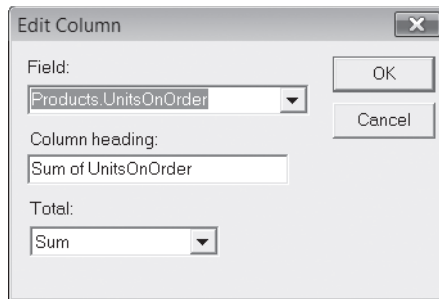 Edit Column
Field:
OK
Products.UnitsOnOrder
Cancel
Column heading:
Sum of UnitsOnOrder
Total:
Sum